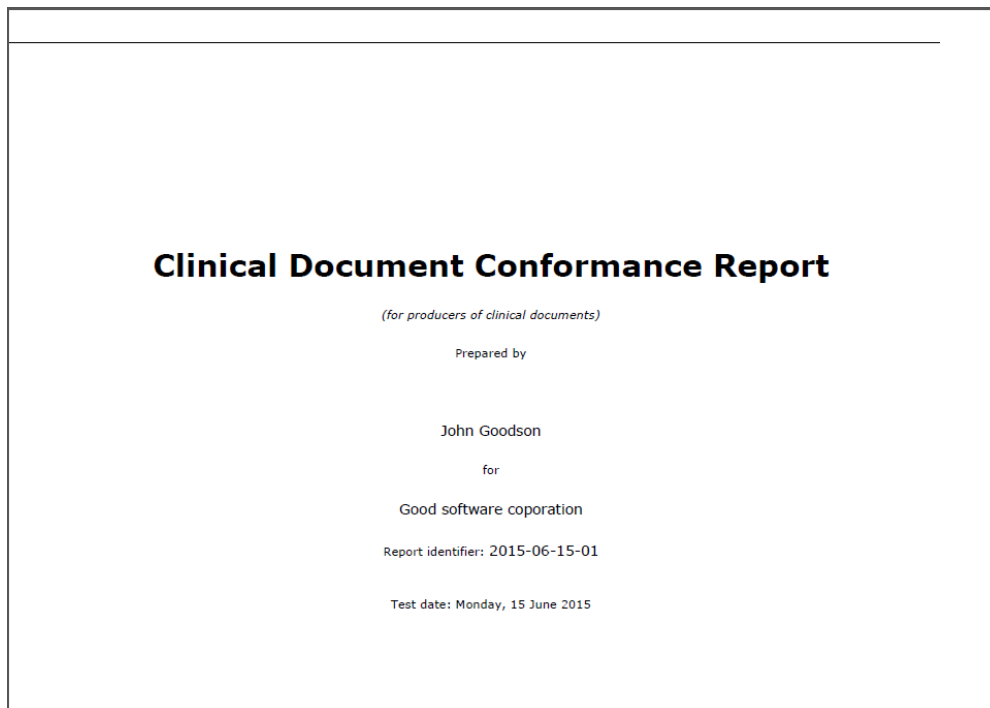 Clinical Document Conformance Report
(for producers of clinical documents)
Prepared by
John Goodson
for
Good software coporation
Report identifier: 2015-06-15-01
Test date: Monday, 15 June 2015